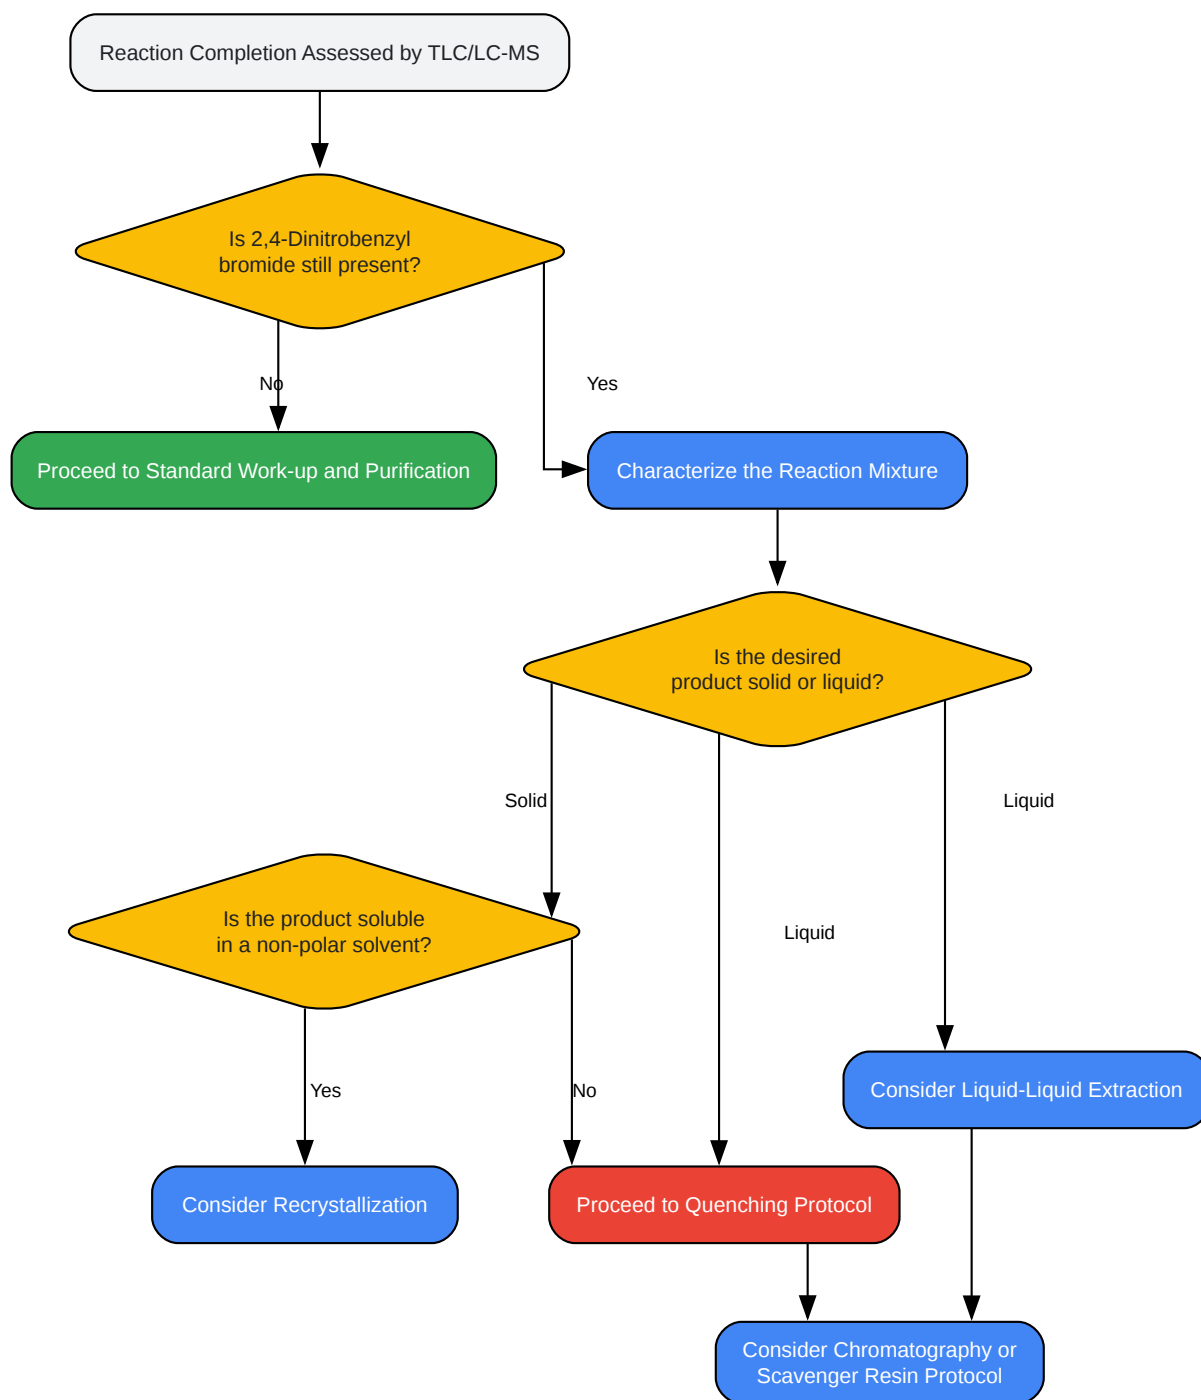 Reaction Completion Assessed by TLC/LC-MS
Is 2,4-Dinitrobenzyl
bromide still present?
No
Yes
Proceed to Standard Work-up and Purification
Characterize the Reaction Mixture
Is the desired
product solid or liquid?
Solid
Liquid
Is the product soluble
in a non-polar solvent?
Liquid
Yes
No
Consider Liquid-Liquid Extraction
Consider Recrystallization
Proceed to Quenching Protocol
Consider Chromatography or
Scavenger Resin Protocol